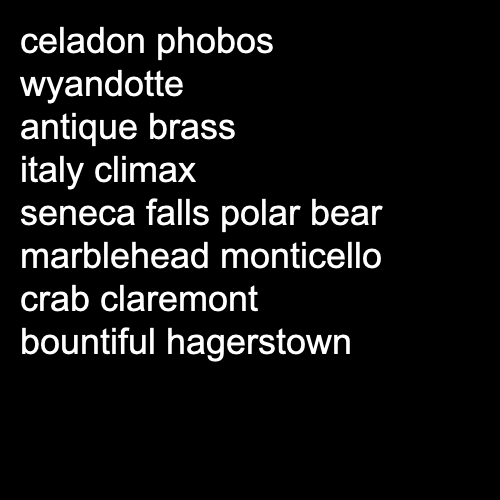 celadon phobos
wyandotte
antique brass
italy climax
seneca falls polar bear
marblehead monticello
crab claremont
bountiful hagerstown